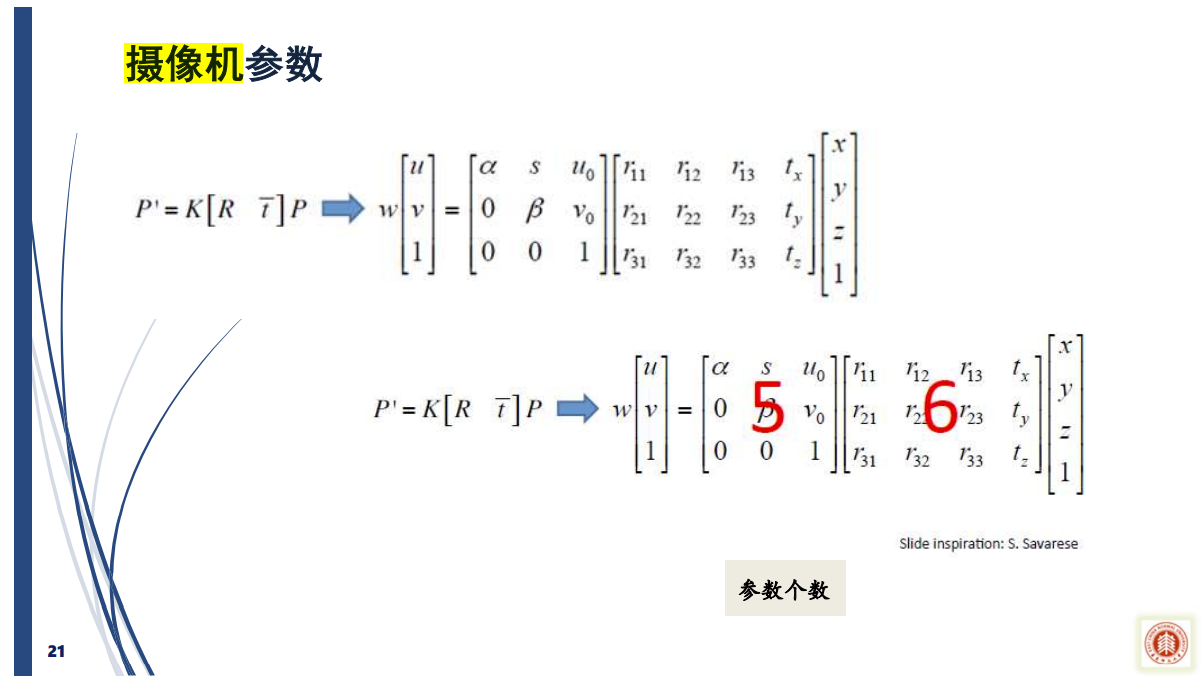 摄像机参数
P' = K[R  t̅]P ➡ w [u; v; 1] = [α s u₀; 0 β v₀; 0 0 1] [r₁₁ r₁₂ r₁₃ tₓ; r₂₁ r₂₂ r₂₃ t_y; r₃₁ r₃₂ r₃₃ t_z] [x; y; z; 1]
P' = K[R  t̅]P ➡ w [u; v; 1] = [α s u₀; 0 β v₀; 0 0 1] [r₁₁ r₁₂ r₁₃ tₓ; r₂₁ r₂₂ r₂₃ t_y; r₃₁ r₃₂ r₃₃ t_z] [x; y; z; 1]
5 6
Slide inspiration: S. Savarese
参数个数
21